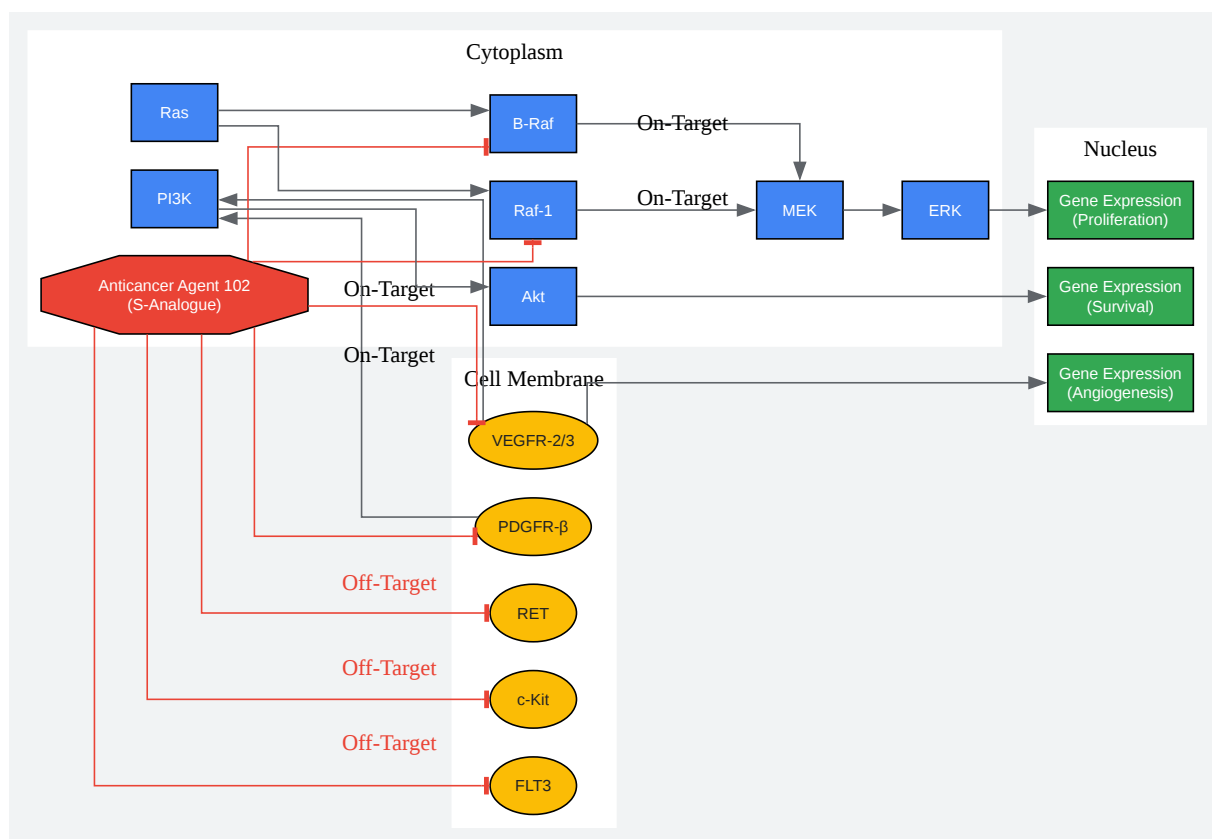 Cytoplasm
Ras
B-Raf
On-Target
Nucleus
PI3K
Raf-1
On-Target
MEK
ERK
Gene Expression
(Proliferation)
Anticancer Agent 102
(S-Analogue)
On-Target
Akt
Gene Expression
(Survival)
On-Target
Cell Membrane
Gene Expression
(Angiogenesis)
VEGFR-2/3
PDGFR-β
Off-Target
RET
Off-Target
c-Kit
Off-Target
FLT3